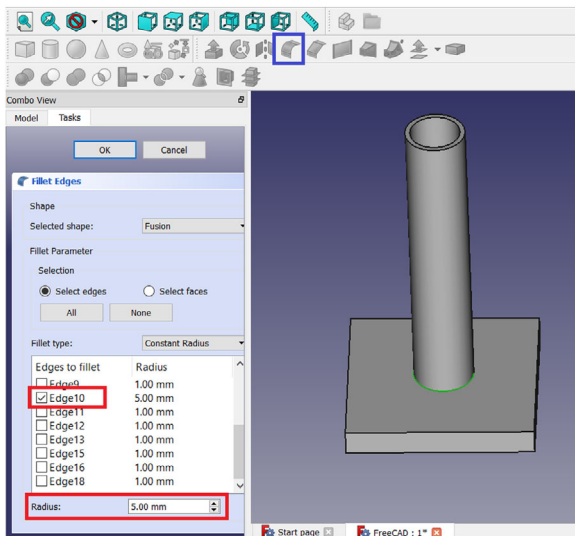 Combo View
Model Tasks
OK Cancel
Fillet Edges
Shape
Selected shape: Fusion
Fillet Parameter
Selection
Select edges Select faces
All None
Fillet type: Constant Radius
Edges to fillet Radius
Edge9 1.00 mm
Edge10 5.00 mm
Edge11 1.00 mm
Edge12 1.00 mm
Edge13 1.00 mm
Edge15 1.00 mm
Edge16 1.00 mm
Edge18 1.00 mm
Radius: 5.00 mm
Start page FreeCAD : 1*